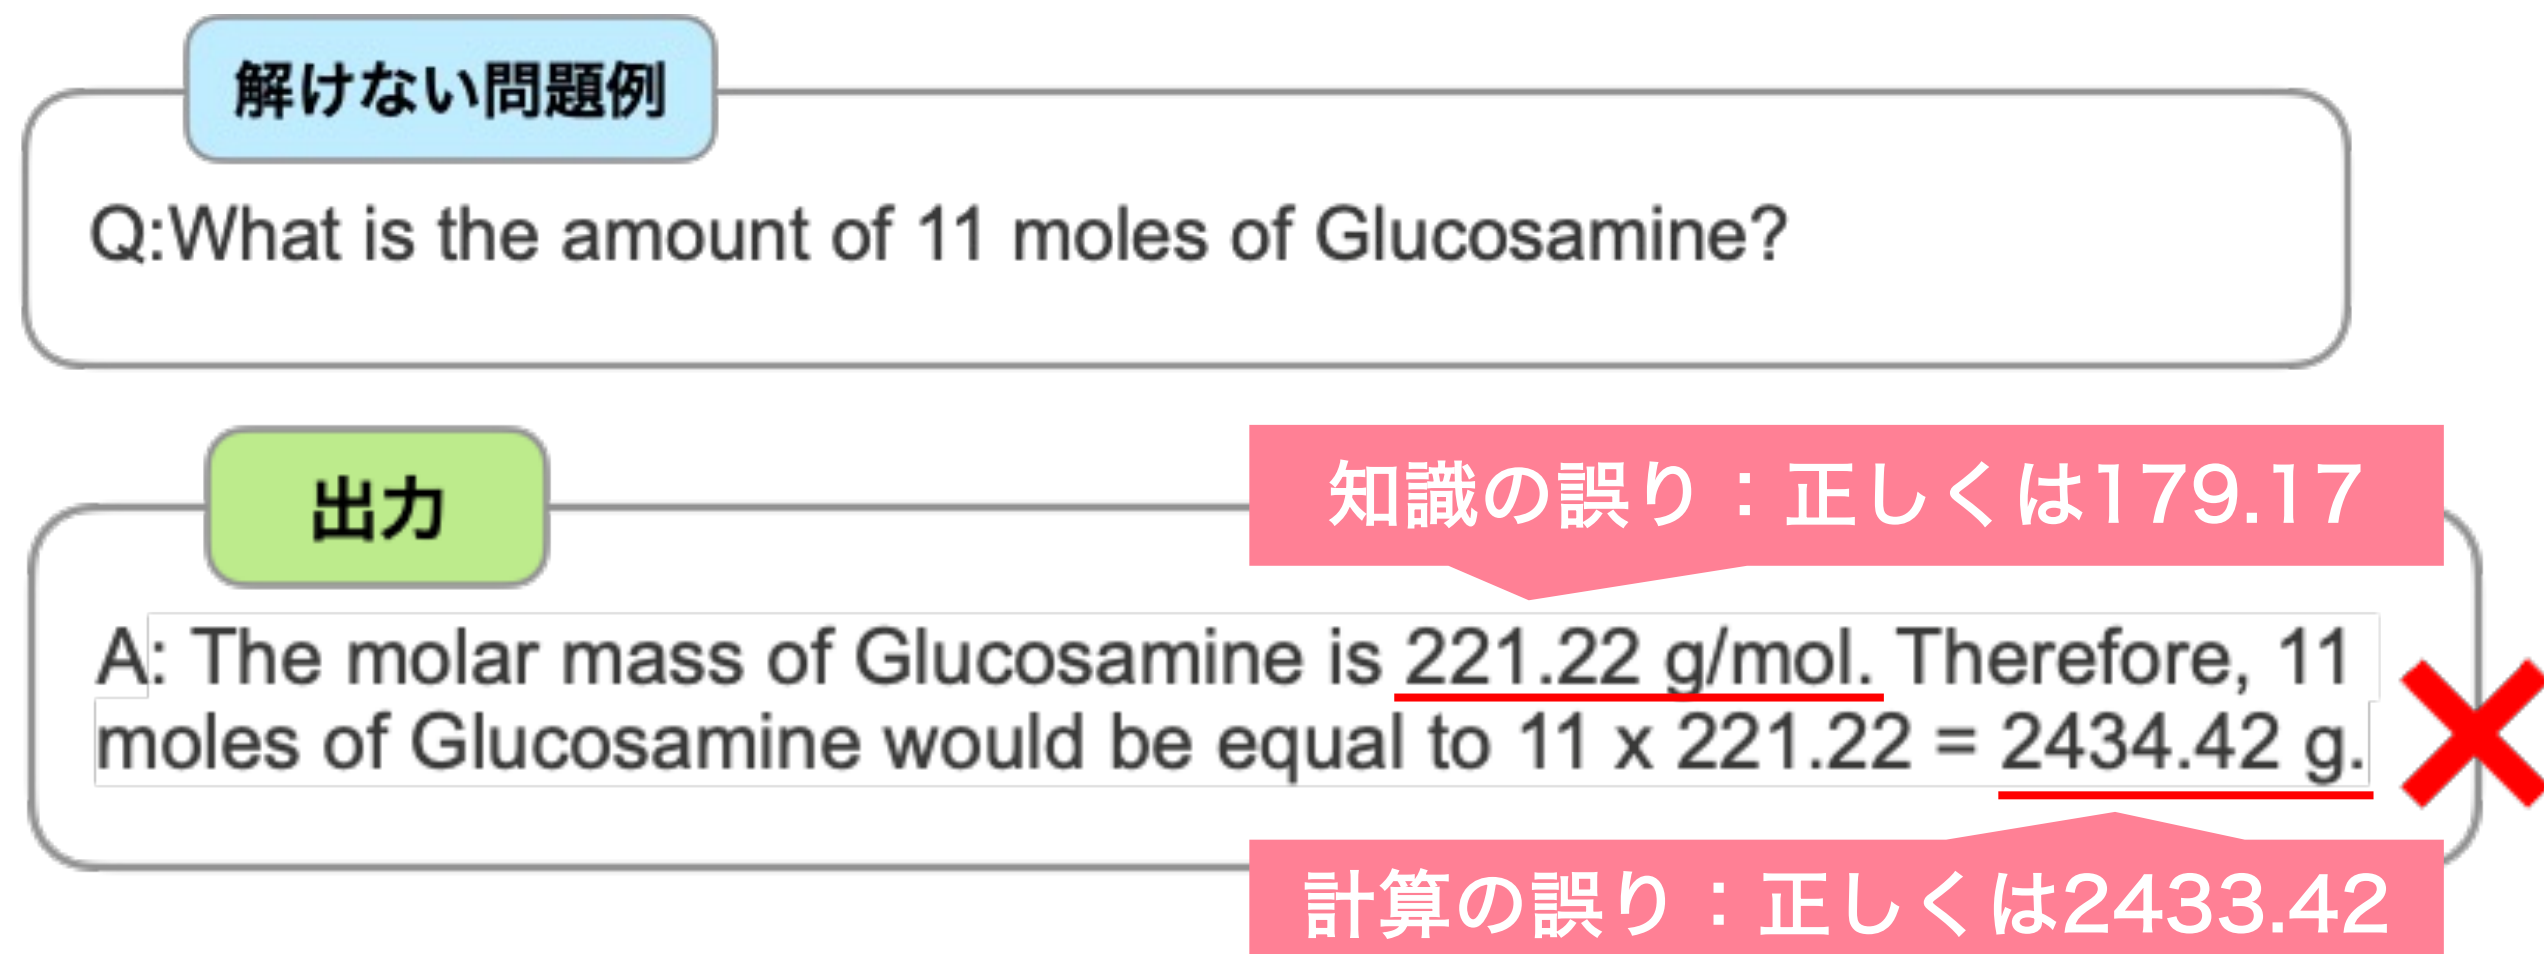 解けない問題例
Q:What is the amount of 11 moles of Glucosamine?
出力
知識の誤り：正しくは179.17
A: The molar mass of Glucosamine is 221.22 g/mol. Therefore, 11
moles of Glucosamine would be equal to 11 x 221.22 = 2434.42 g.
計算の誤り：正しくは2433.42